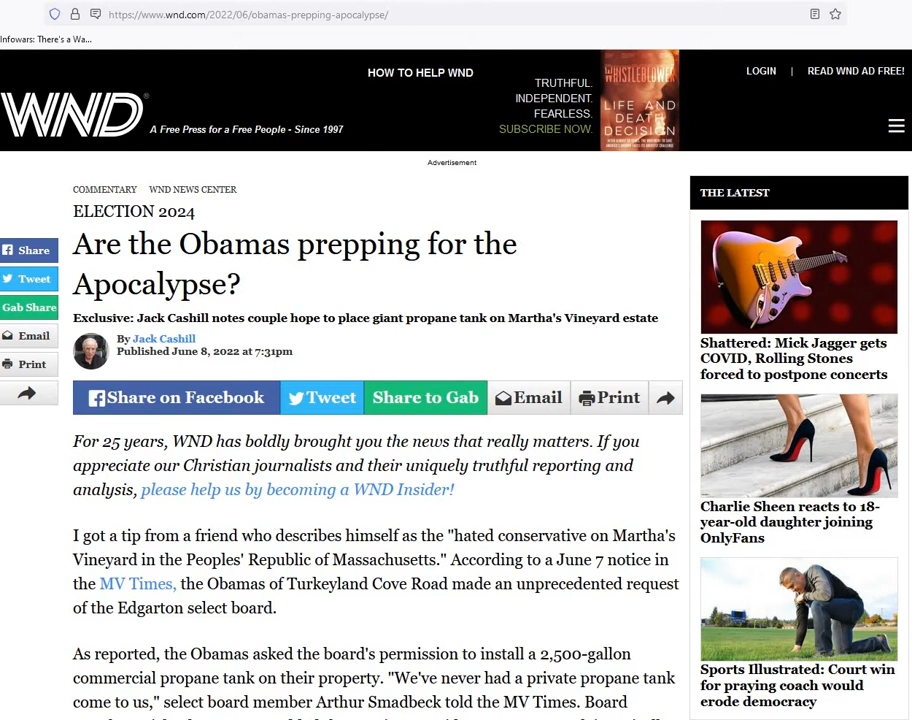 https://www.wnd.com/2022/06/obamas-prepping-apocalypse/
Infowars: There's a Wa...
HOW TO HELP WND
TRUTHFUL.
INDEPENDENT.
FEARLESS.
SUBSCRIBE NOW.
WHISTLEBLOWER
LIFE AND
DEATH
DECISION
LOGIN | READ WND AD FREE!
WND®
A Free Press for a Free People - Since 1997
Advertisement
COMMENTARY WND NEWS CENTER
ELECTION 2024
Are the Obamas prepping for the
Apocalypse?
Exclusive: Jack Cashill notes couple hope to place giant propane tank on Martha's Vineyard estate
By Jack Cashill
Published June 8, 2022 at 7:31pm
Share
Tweet
Gab Share
Email
Print
Share on Facebook Tweet Share to Gab Email Print
For 25 years, WND has boldly brought you the news that really matters. If you
appreciate our Christian journalists and their uniquely truthful reporting and
analysis, please help us by becoming a WND Insider!
I got a tip from a friend who describes himself as the "hated conservative on Martha's
Vineyard in the Peoples' Republic of Massachusetts." According to a June 7 notice in
the MV Times, the Obamas of Turkeyland Cove Road made an unprecedented request
of the Edgarton select board.
As reported, the Obamas asked the board's permission to install a 2,500-gallon
commercial propane tank on their property. "We've never had a private propane tank
come to us," select board member Arthur Smadbeck told the MV Times. Board
THE LATEST
Shattered: Mick Jagger gets
COVID, Rolling Stones
forced to postpone concerts
Charlie Sheen reacts to 18-
year-old daughter joining
OnlyFans
Sports Illustrated: Court win
for praying coach would
erode democracy